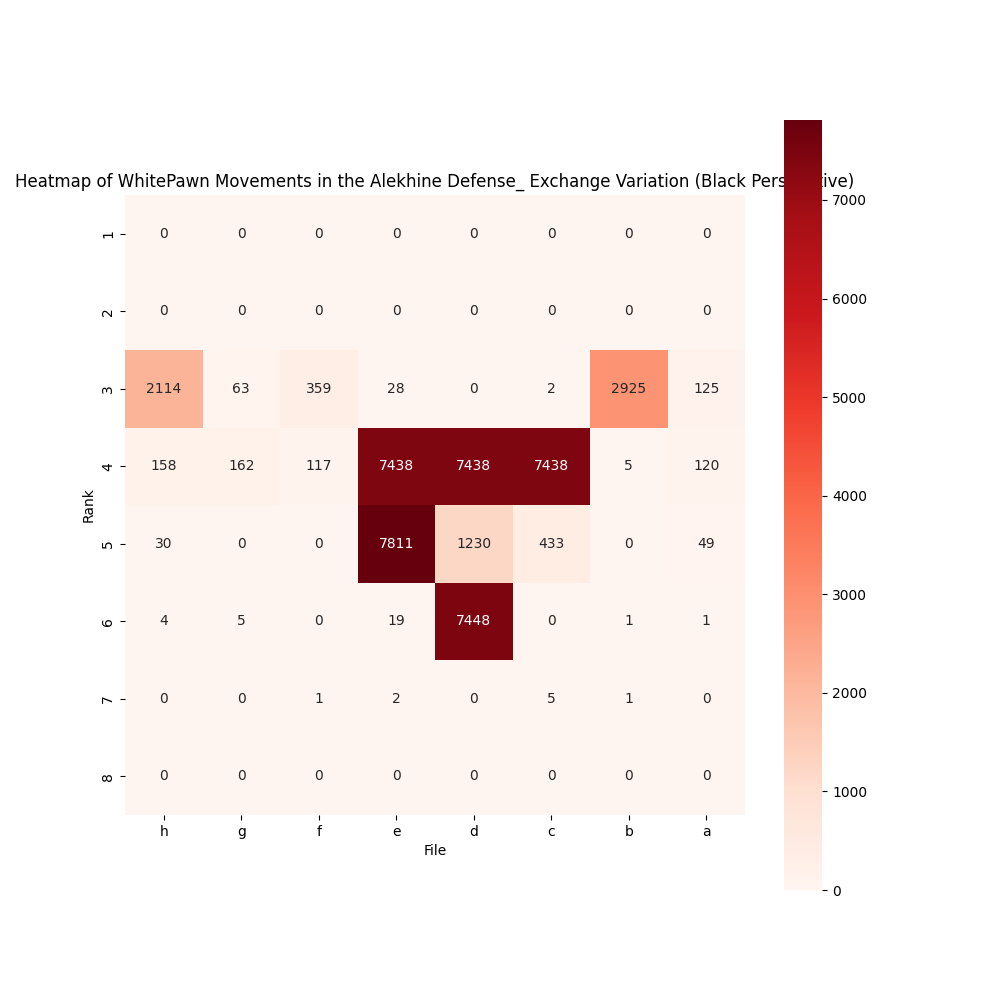 Heatmap of WhitePawn Movements in the Alekhine Defense_ Exchange Variation (Black Perspective)
7000
1 0 0 0 0 0 0 0 0
6000
2 0 0 0 0 0 0 0 0
3 2114 63 359 28 0 2 2925 125
5000
4 158 162 117 7438 7438 7438 5 120
4000
Rank
5 30 0 0 7811 1230 433 0 49
3000
6 4 5 0 19 7448 0 1 1
2000
7 0 0 1 2 0 5 1 0
8 0 0 0 0 0 0 0 0
1000
h g f e d c b a
File
0